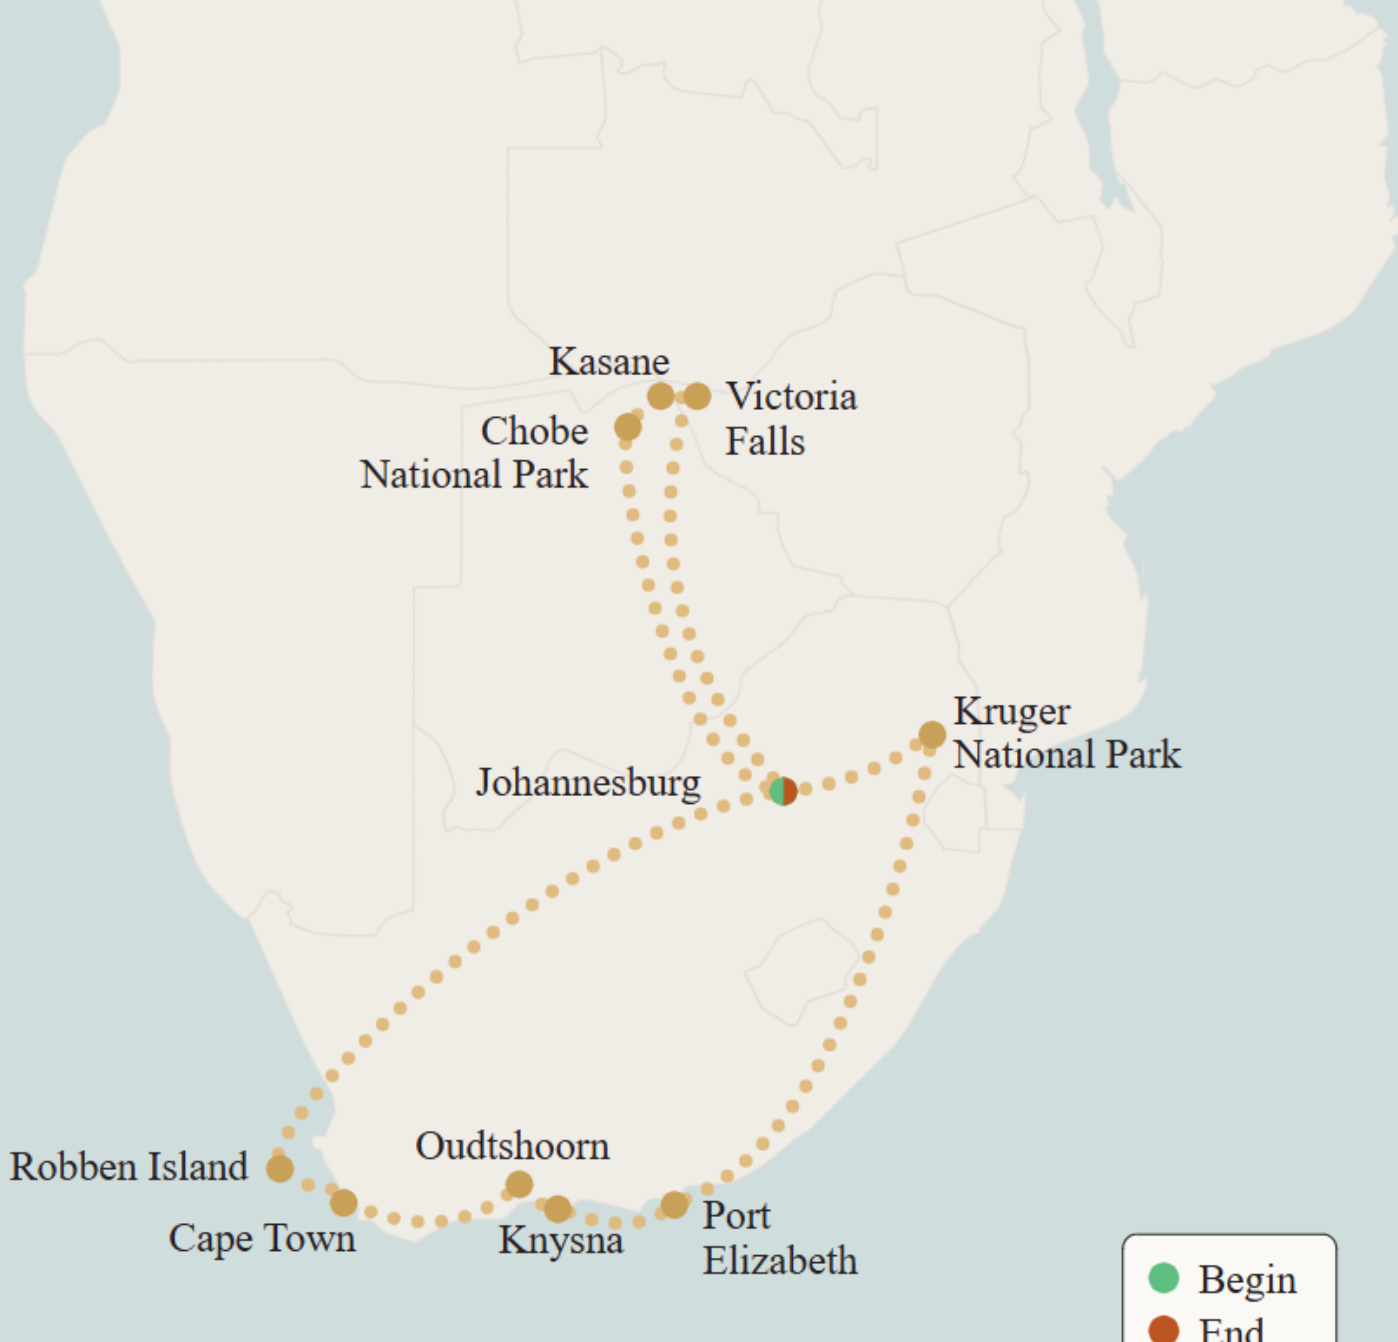 Kasane
Victoria
Falls
Chobe
National Park
Kruger
National Park
Johannesburg
Oudtshoorn
Robben Island
Cape Town
Knysna
Port
Elizabeth
Begin
End